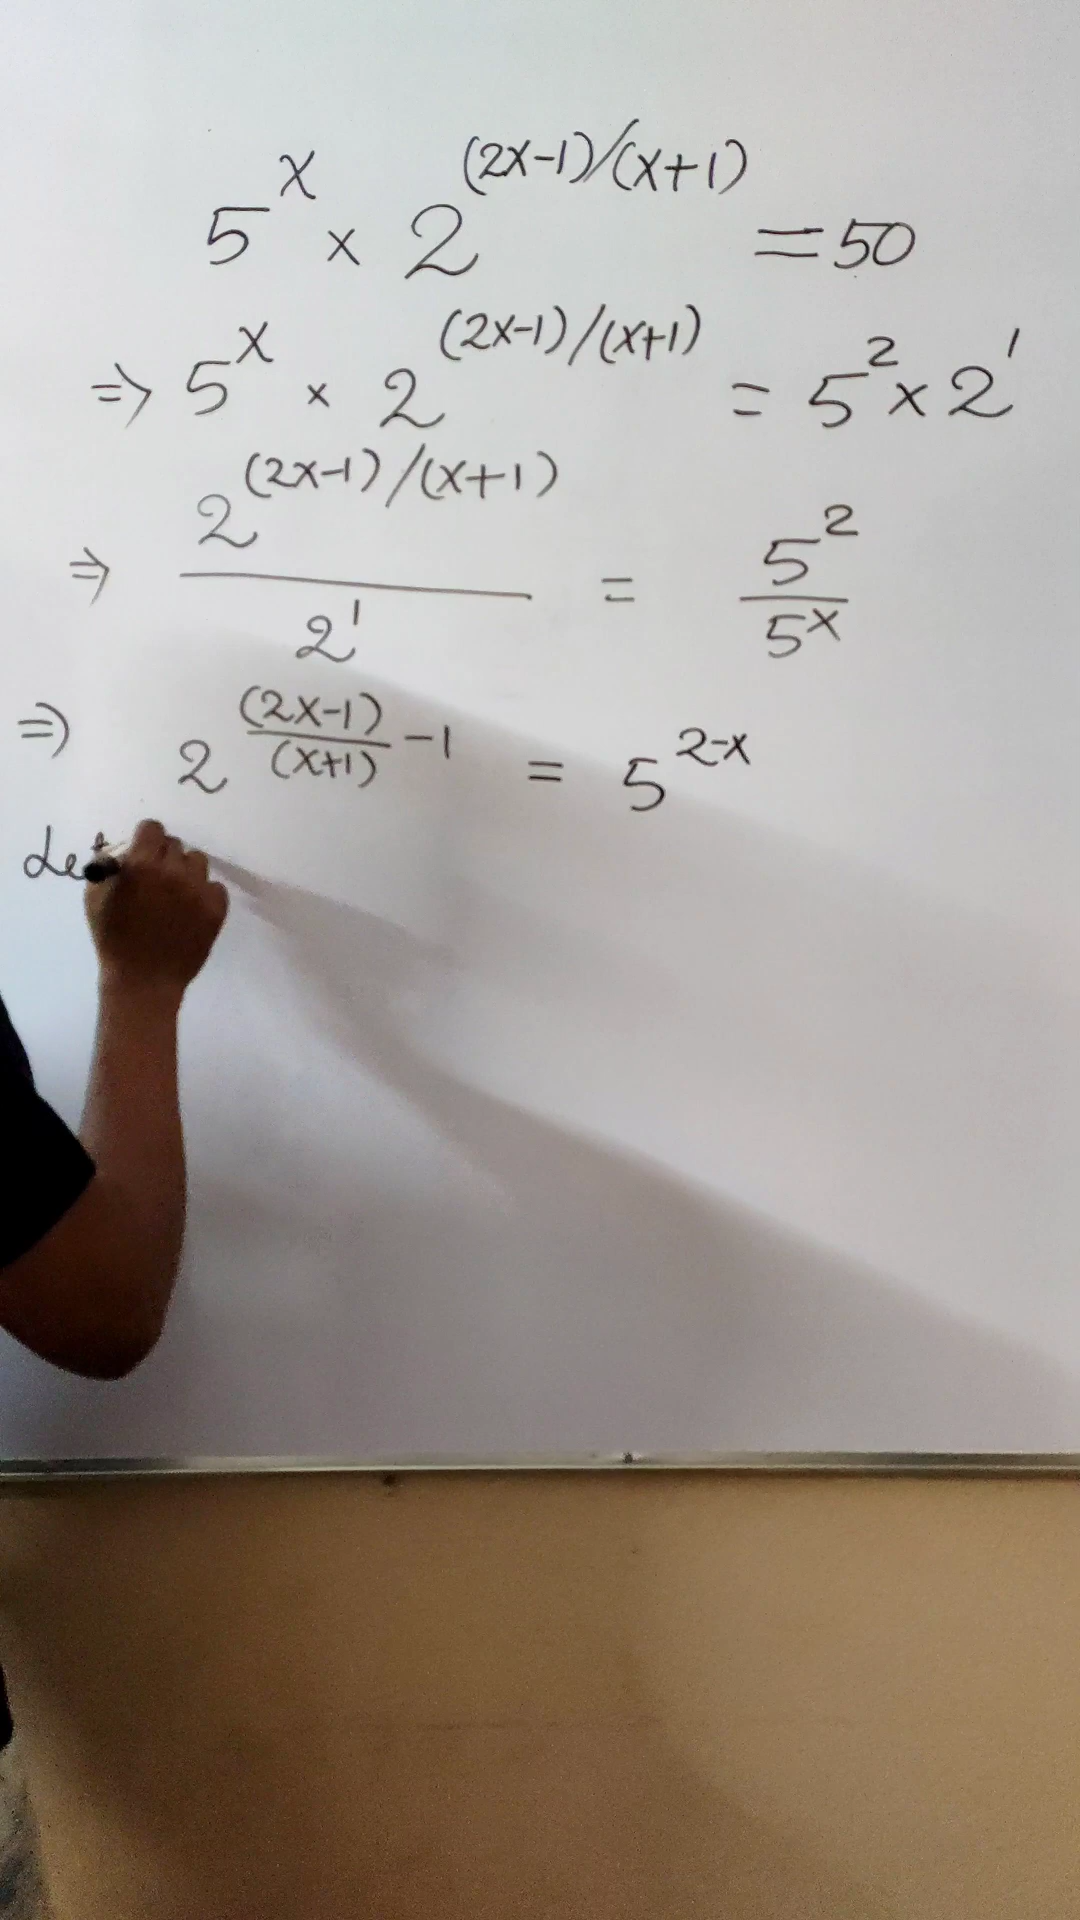 5^x × 2^((2x-1)/(x+1)) = 50
⇒ 5^x × 2^((2x-1)/(x+1)) = 5^2 × 2^1
⇒ 2^((2x-1)/(x+1)) / 2^1 = 5^2 / 5^x
⇒ 2^((2x-1)/(x+1) - 1) = 5^(2-x)
Let